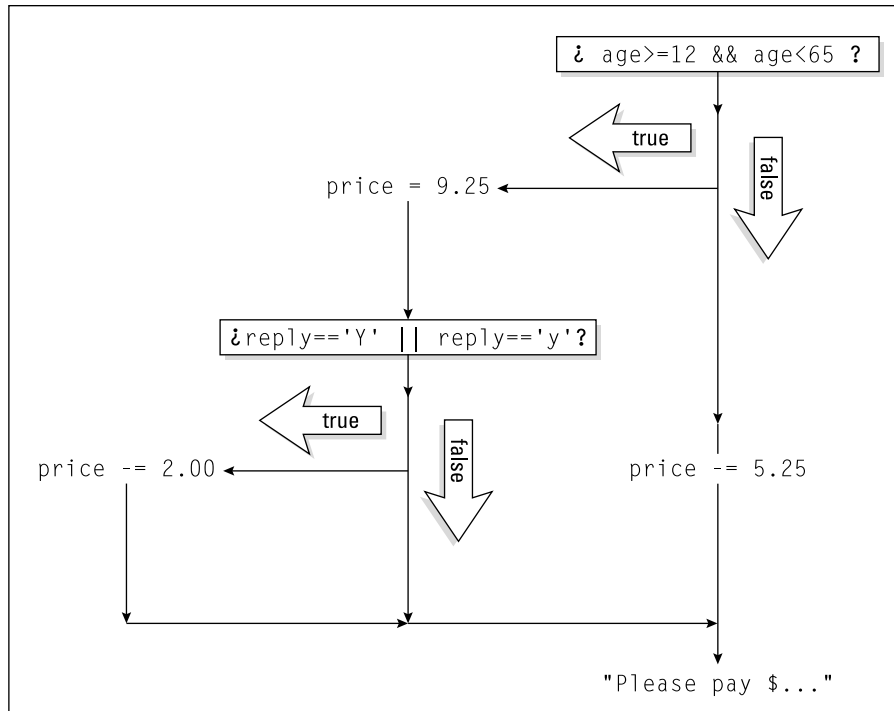 ¿ age>=12 && age<65 ?
true
false
price = 9.25
¿reply=='Y' || reply=='y'?
true
false
price -= 2.00
price -= 5.25
"Please pay $..."